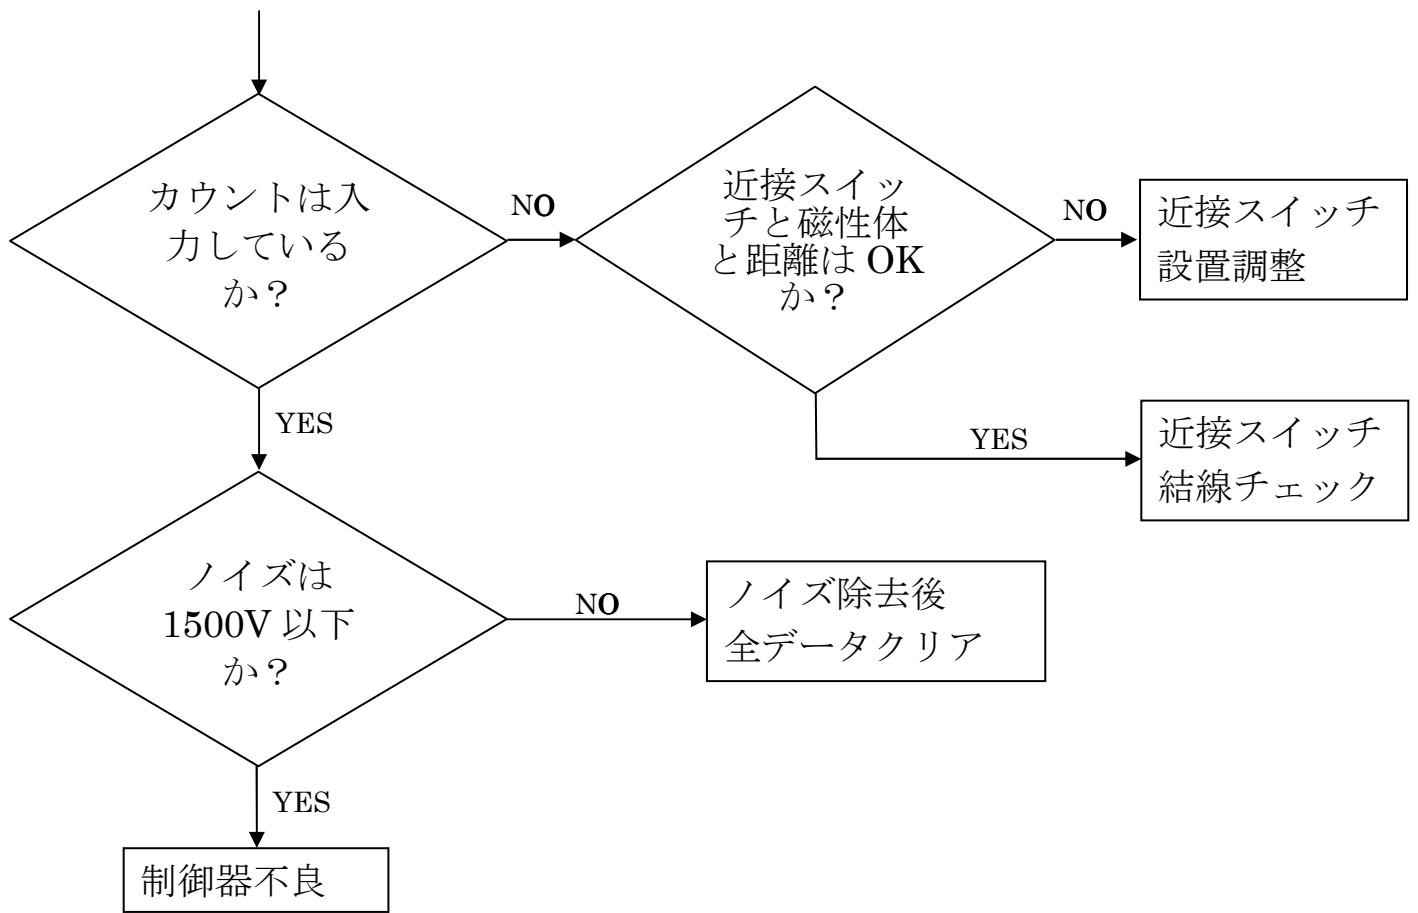 カウントは入
力している
か？
NO
近接スイッ
チと磁性体
と距離は OK
か？
NO
近接スイッチ
設置調整
YES
YES
近接スイッチ
結線チェック
ノイズは
1500V 以下
か？
NO
ノイズ除去後
全データクリア
YES
制御器不良